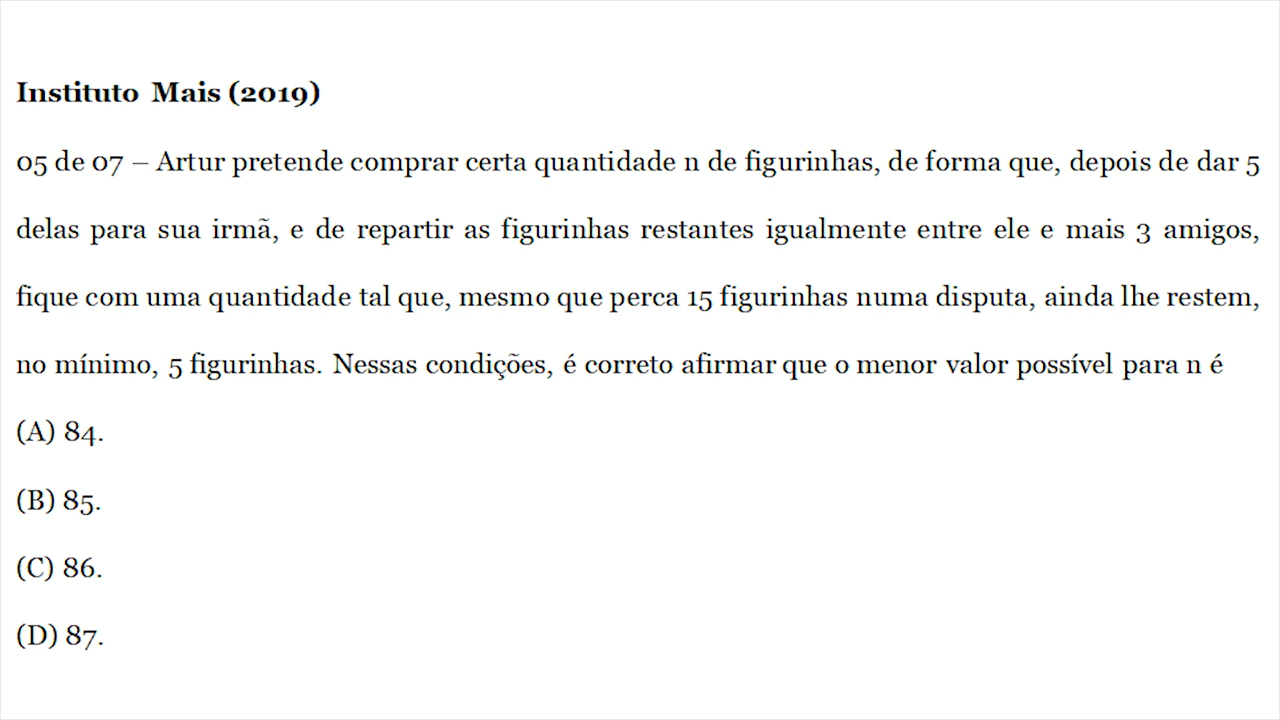 Instituto Mais (2019)
05 de 07 – Artur pretende comprar certa quantidade n de figurinhas, de forma que, depois de dar 5
delas para sua irmã, e de repartir as figurinhas restantes igualmente entre ele e mais 3 amigos,
fique com uma quantidade tal que, mesmo que perca 15 figurinhas numa disputa, ainda lhe restem,
no mínimo, 5 figurinhas. Nessas condições, é correto afirmar que o menor valor possível para n é
(A) 84.
(B) 85.
(C) 86.
(D) 87.